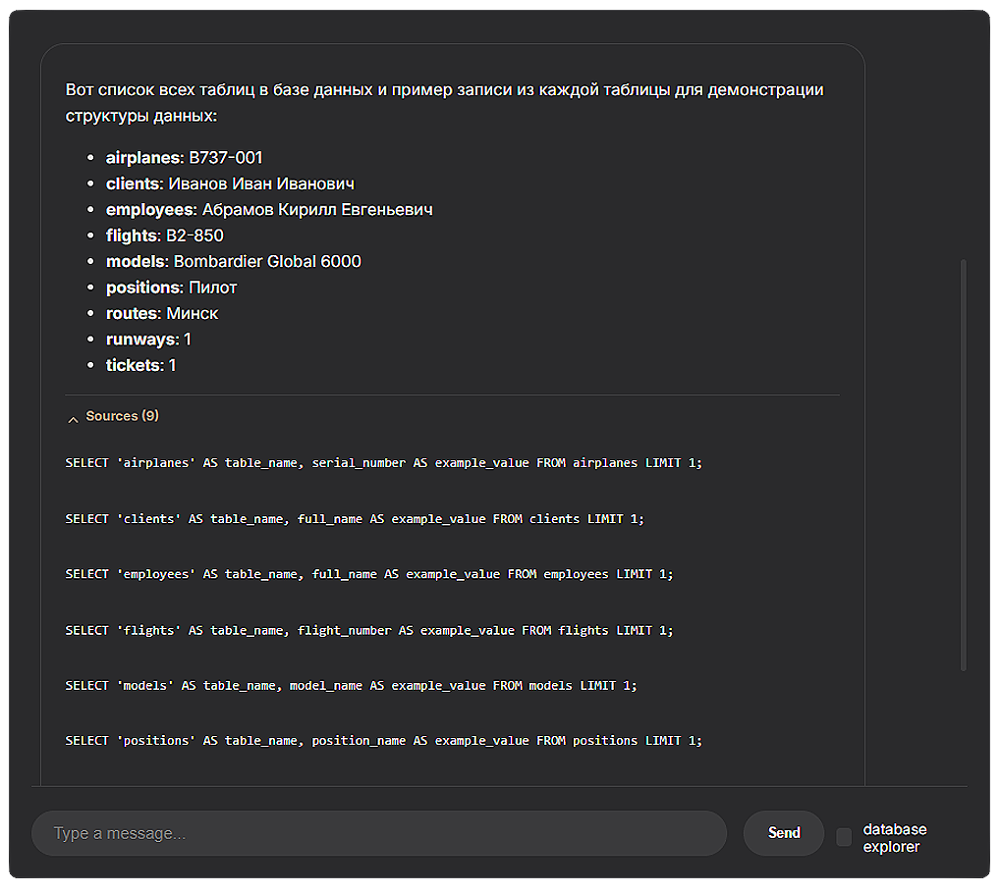 Вот список всех таблиц в базе данных и пример записи из каждой таблицы для демонстрации
структуры данных:
• airplanes: B737-001
• clients: Иванов Иван Иванович
• employees: Абрамов Кирилл Евгеньевич
• flights: B2-850
• models: Bombardier Global 6000
• positions: Пилот
• routes: Минск
• runways: 1
• tickets: 1
Sources (9)
SELECT 'airplanes' AS table_name, serial_number AS example_value FROM airplanes LIMIT 1;
SELECT 'clients' AS table_name, full_name AS example_value FROM clients LIMIT 1;
SELECT 'employees' AS table_name, full_name AS example_value FROM employees LIMIT 1;
SELECT 'flights' AS table_name, flight_number AS example_value FROM flights LIMIT 1;
SELECT 'models' AS table_name, model_name AS example_value FROM models LIMIT 1;
SELECT 'positions' AS table_name, position_name AS example_value FROM positions LIMIT 1;
Type a message...
Send
database
explorer